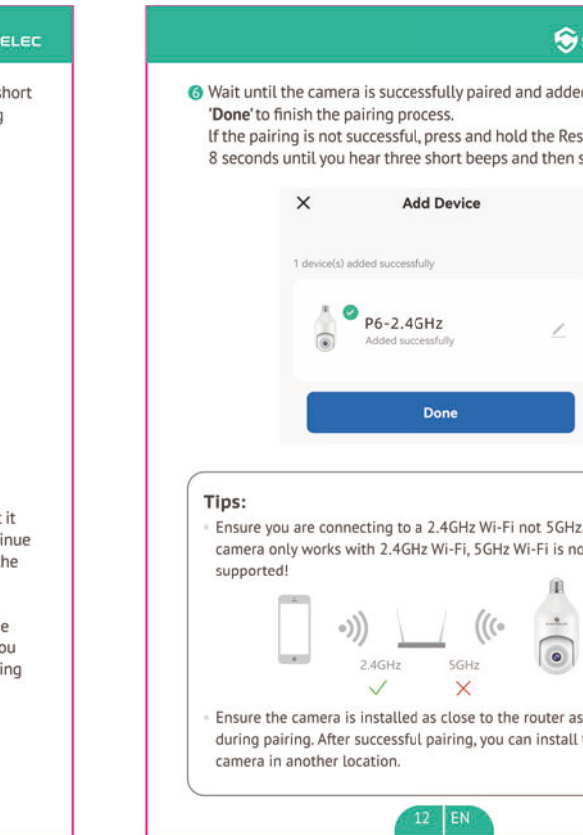 ELEC
short
it
inue
the
e
ou
ing
6 Wait until the camera is successfully paired and added
'Done' to finish the pairing process.
If the pairing is not successful, press and hold the Res
8 seconds until you hear three short beeps and then s
× Add Device
1 device(s) added successfully
P6-2.4GHz
Added successfully
Done
Tips:
Ensure you are connecting to a 2.4GHz Wi-Fi not 5GHz.
camera only works with 2.4GHz Wi-Fi, 5GHz Wi-Fi is no
supported!
2.4GHz 5GHz
Ensure the camera is installed as close to the router as
during pairing. After successful pairing, you can install
camera in another location.
12 EN